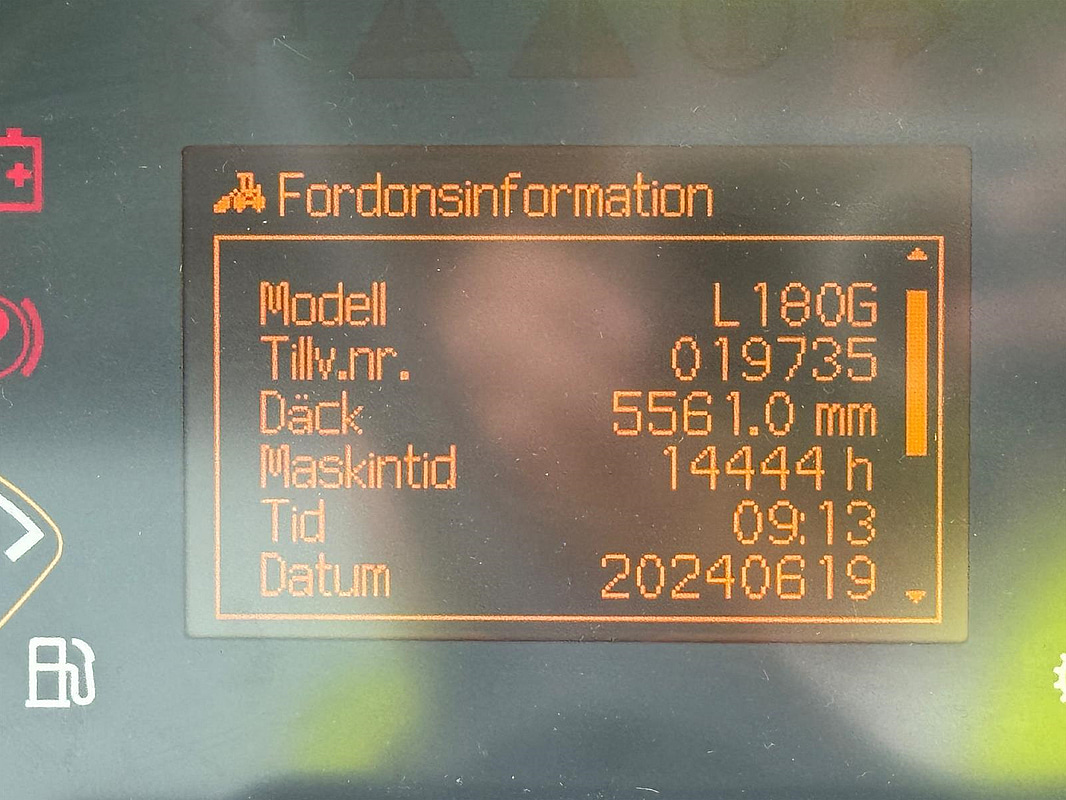 Fordonsinformation
Modell L180G
Tillv.nr. 019735
Däck 5561.0 mm
Maskintid 14444 h
Tid 09:13
Datum 20240619